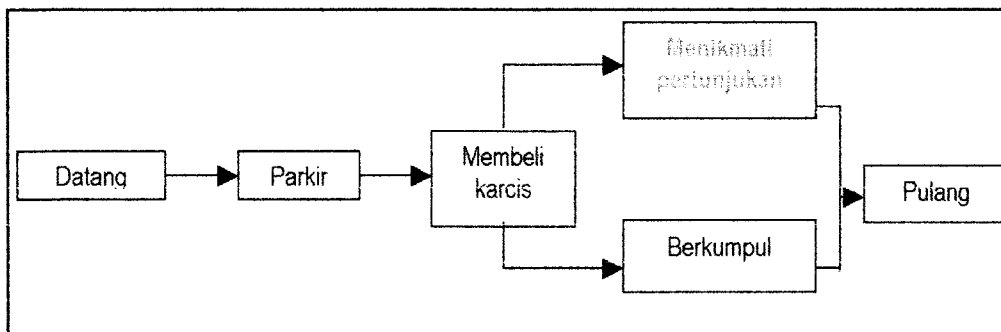 Datang
Parkir
Membeli
karcis
Menikmati
pertunjukan
Berkumpul
Pulang